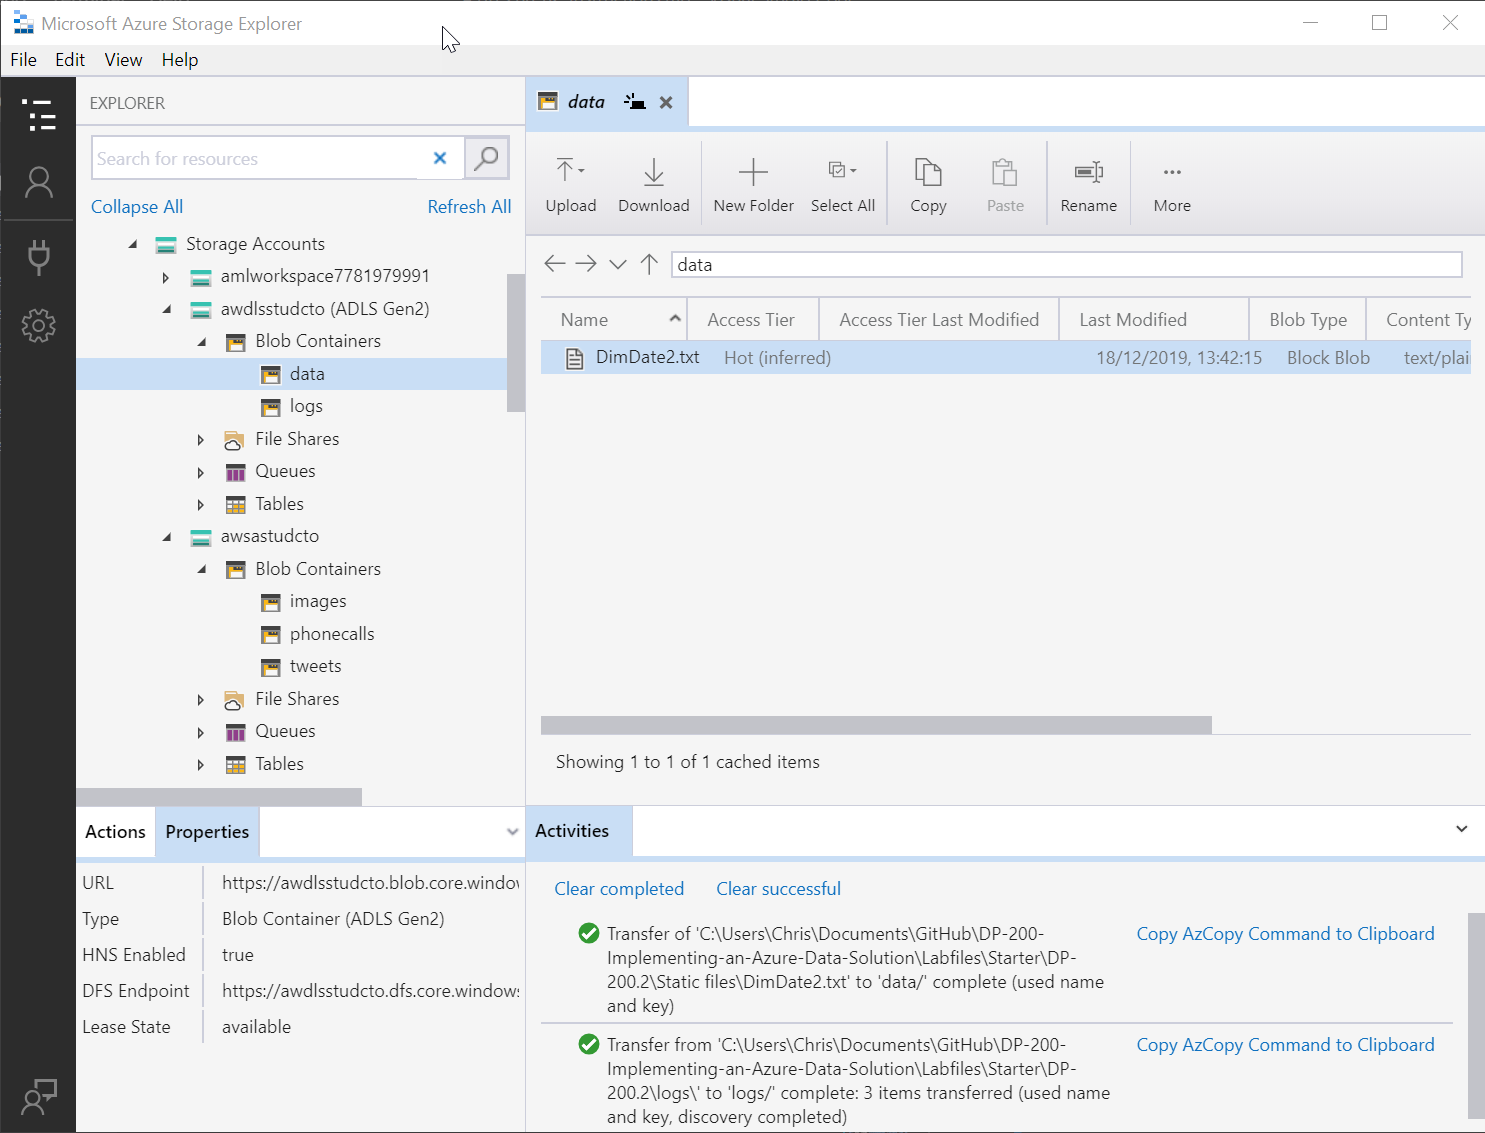 Microsoft Azure Storage Explorer
File Edit View Help
EXPLORER
Search for resources
Collapse All
Refresh All
Storage Accounts
amlworkspace7781979991
awdlsstudcto (ADLS Gen2)
Blob Containers
data
logs
File Shares
Queues
Tables
awsastudcto
Blob Containers
images
phonecalls
tweets
File Shares
Queues
Tables
Actions
Properties
URL https://awdlsstudcto.blob.core.windo
Type Blob Container (ADLS Gen2)
HNS Enabled true
DFS Endpoint https://awdlsstudcto.dfs.core.windows
Lease State available
data
Upload
Download
New Folder
Select All
Copy
Paste
Rename
More
data
Name Access Tier Access Tier Last Modified Last Modified Blob Type Content Ty
DimDate2.txt Hot (inferred) 18/12/2019, 13:42:15 Block Blob text/plai
Showing 1 to 1 of 1 cached items
Activities
Clear completed Clear successful
Transfer of 'C:\Users\Chris\Documents\GitHub\DP-200-
Implementing-an-Azure-Data-Solution\Labfiles\Starter\DP-
200.2\Static files\DimDate2.txt' to 'data/' complete (used name
and key)
Copy AzCopy Command to Clipboard
Transfer from 'C:\Users\Chris\Documents\GitHub\DP-200-
Implementing-an-Azure-Data-Solution\Labfiles\Starter\DP-
200.2\logs\' to 'logs/' complete: 3 items transferred (used name
and key, discovery completed)
Copy AzCopy Command to Clipboard